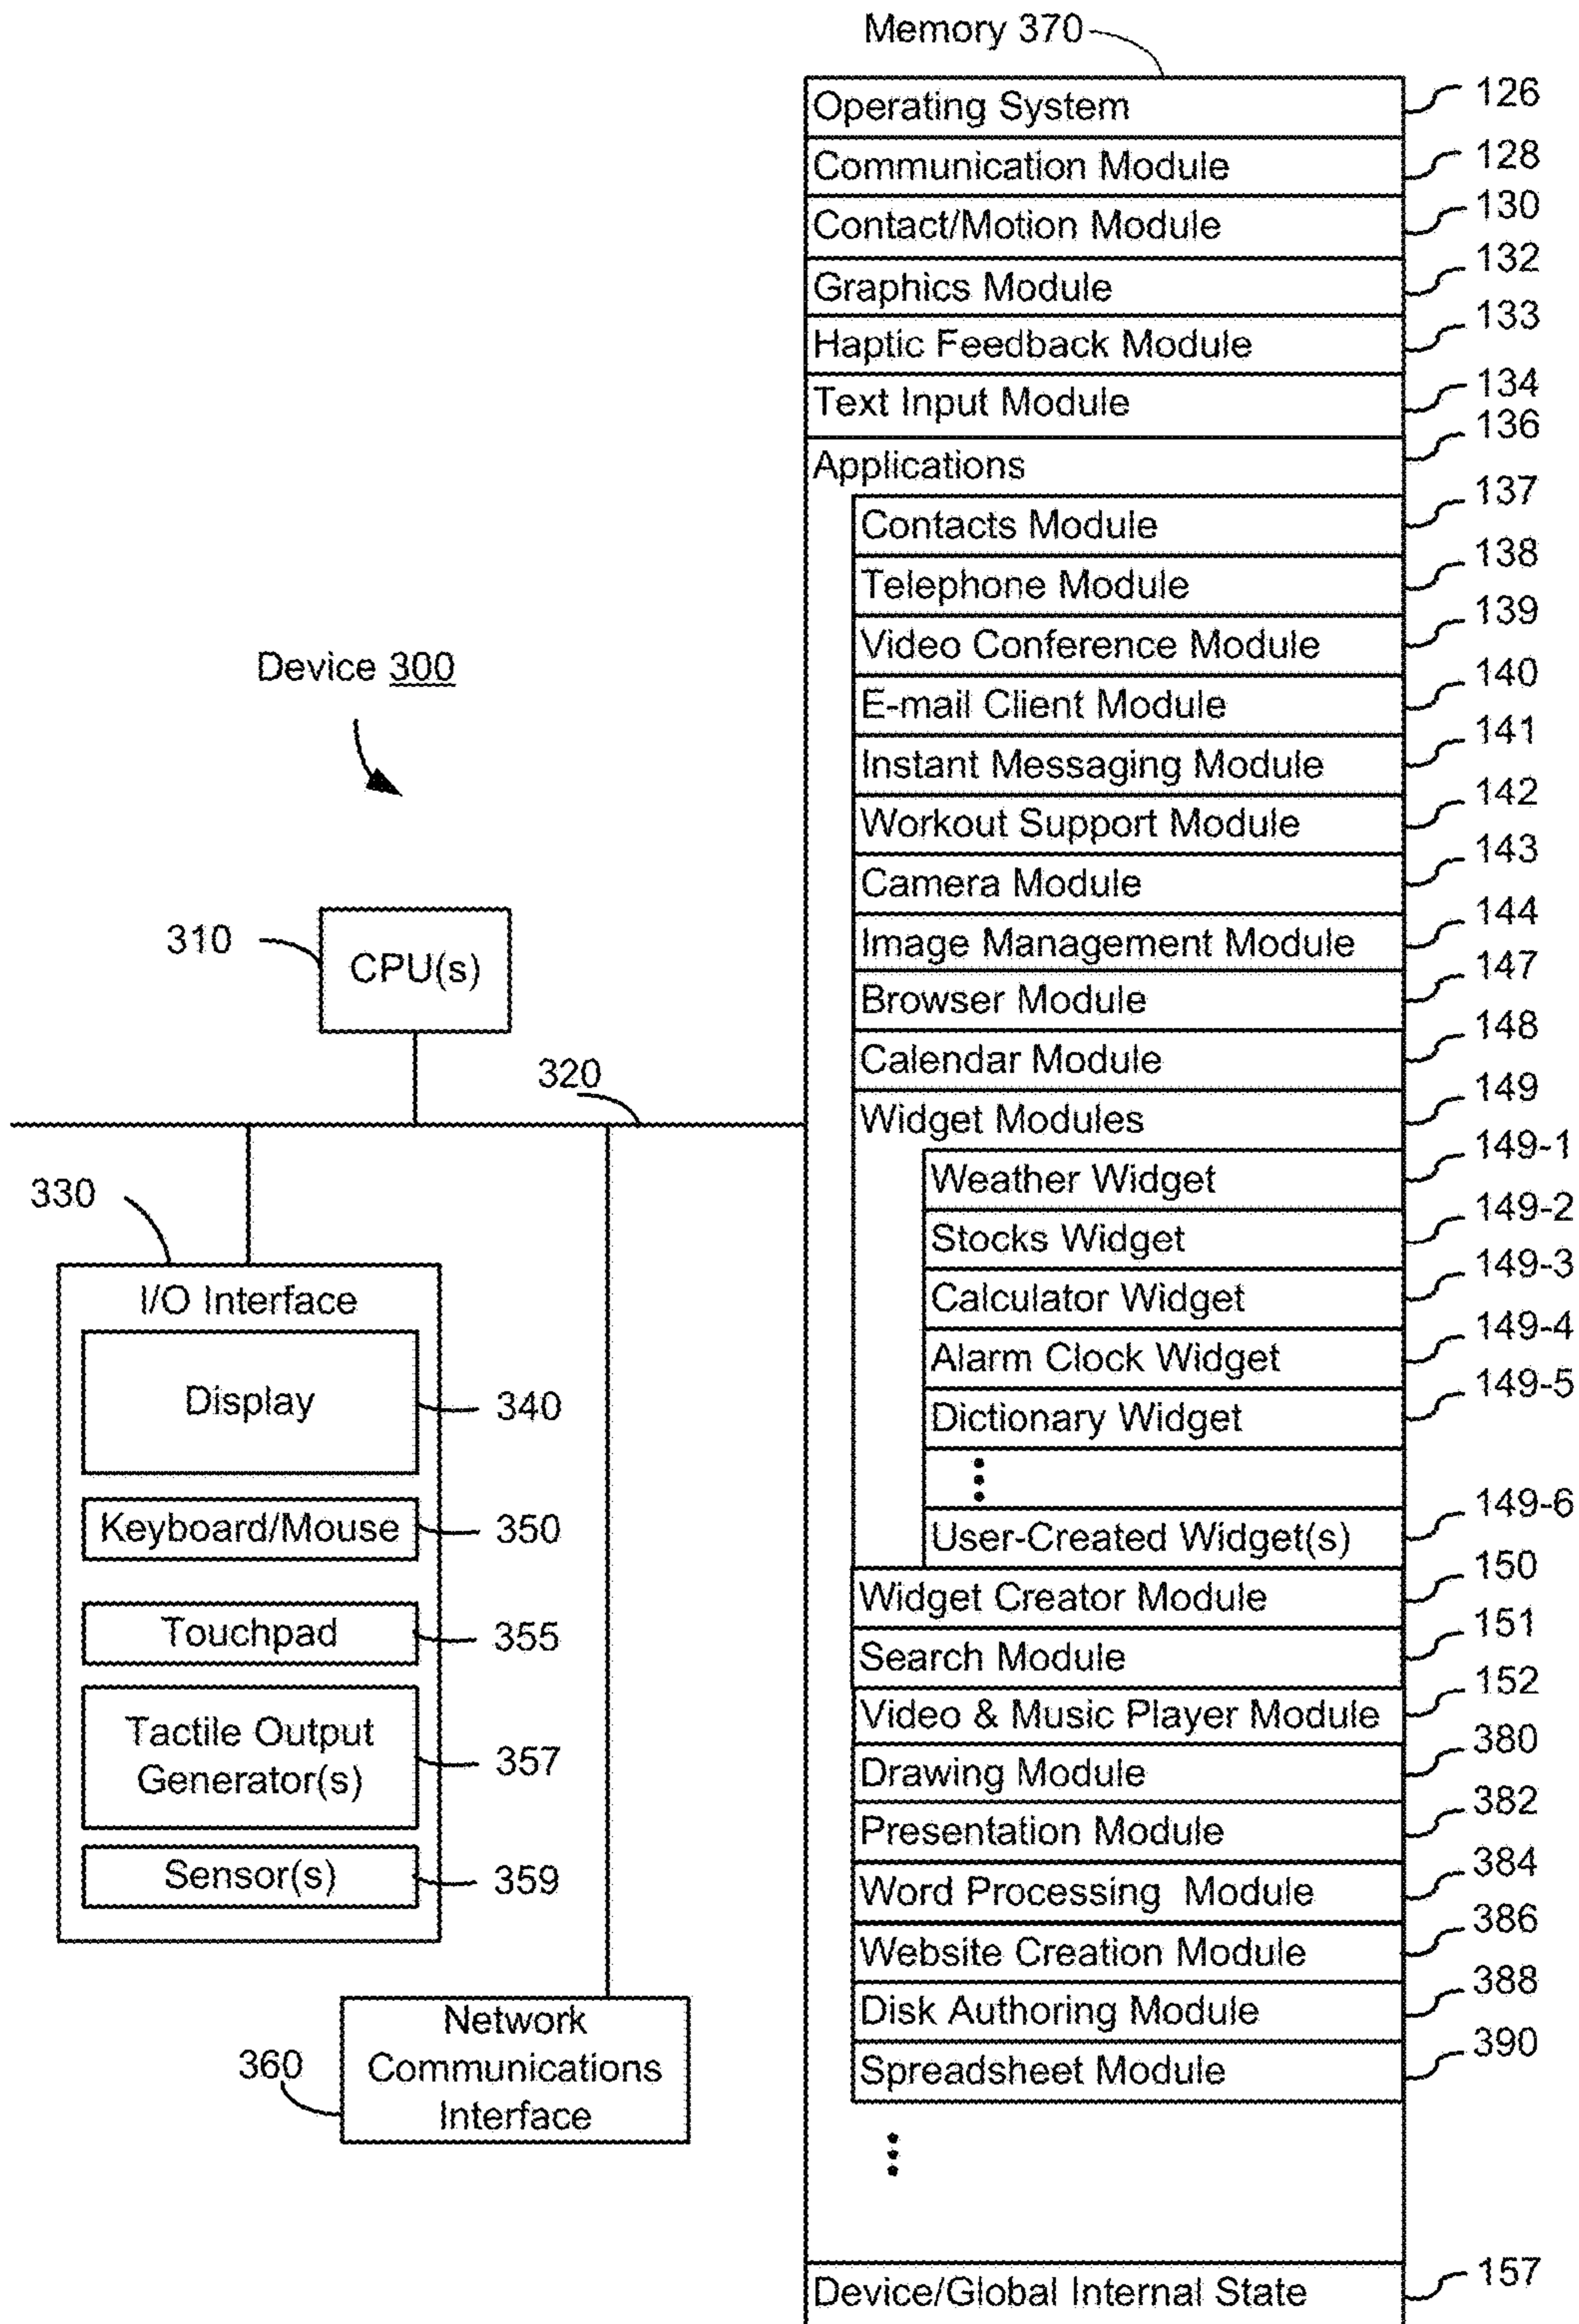 Memory 370
Operating System 126
Communication Module 128
Contact/Motion Module 130
Graphics Module 132
Haptic Feedback Module 133
Text Input Module 134
Applications 136
Contacts Module 137
Telephone Module 138
Video Conference Module 139
E-mail Client Module 140
Instant Messaging Module 141
Workout Support Module 142
Camera Module 143
Image Management Module 144
Browser Module 147
Calendar Module 148
Widget Modules 149
Weather Widget 149-1
Stocks Widget 149-2
Calculator Widget 149-3
Alarm Clock Widget 149-4
Dictionary Widget 149-5
User-Created Widget(s) 149-6
Widget Creator Module 150
Search Module 151
Video & Music Player Module 152
Drawing Module 380
Presentation Module 382
Word Processing Module 384
Website Creation Module 386
Disk Authoring Module 388
Spreadsheet Module 390
Device/Global Internal State 157
Device 300
310
CPU(s)
320
330
I/O Interface
Display 340
Keyboard/Mouse 350
Touchpad 355
Tactile Output
Generator(s) 357
Sensor(s) 359
360
Network
Communications
Interface